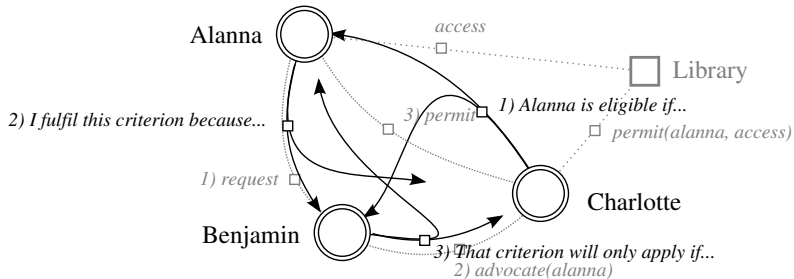 access
Alanna
Library
3) permit
1) Alanna is eligible if...
2) I fulfil this criterion because...
permit(alanna, access)
1) request
Charlotte
Benjamin
3) That criterion will only apply if...
2) advocate(alanna)